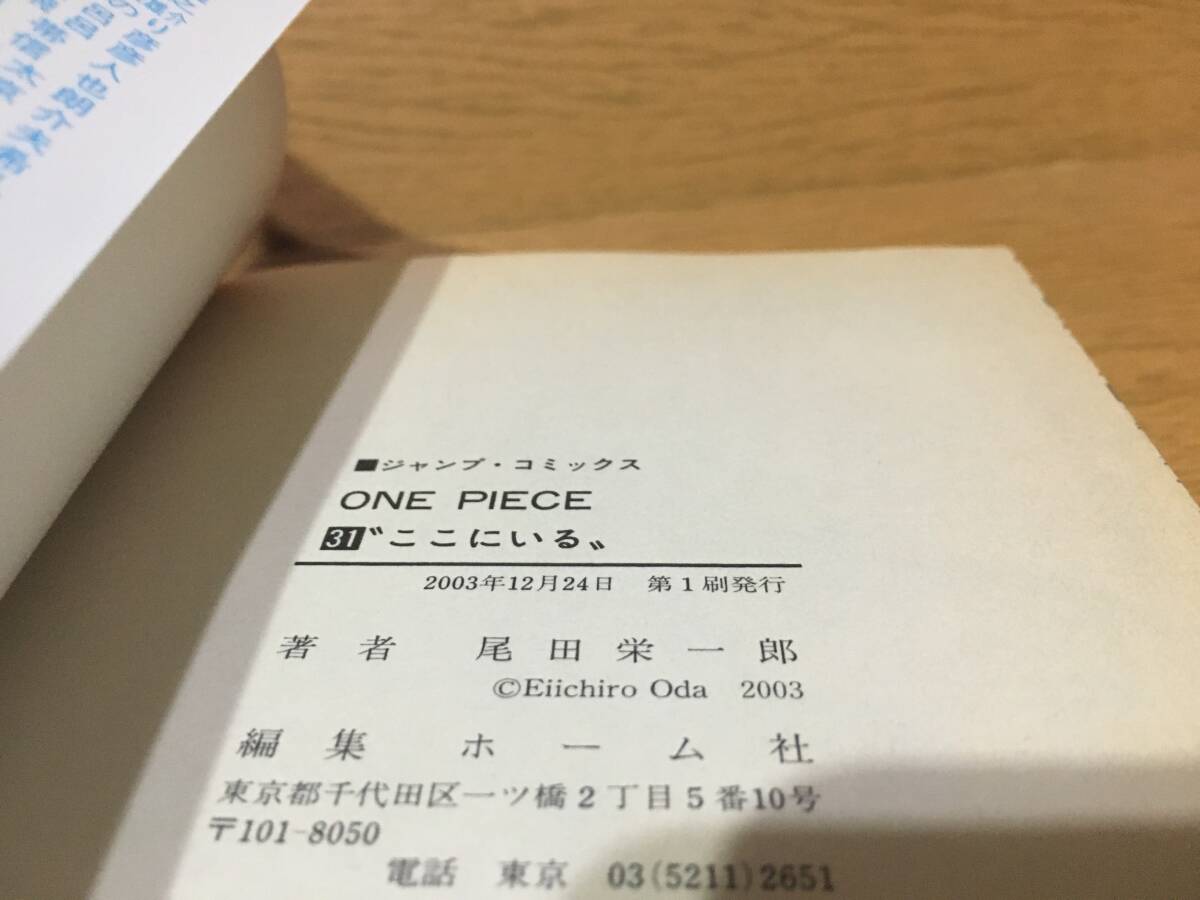 ■ジャンプ・コミックス
ONE PIECE
31〝ここにいる〟
2003年12月24日 第1刷発行
著者 尾田栄一郎
©Eiichiro Oda 2003
編集 ホーム社
東京都千代田区一ツ橋2丁目5番10号
〒101-8050
電話 東京 03(5211)2651